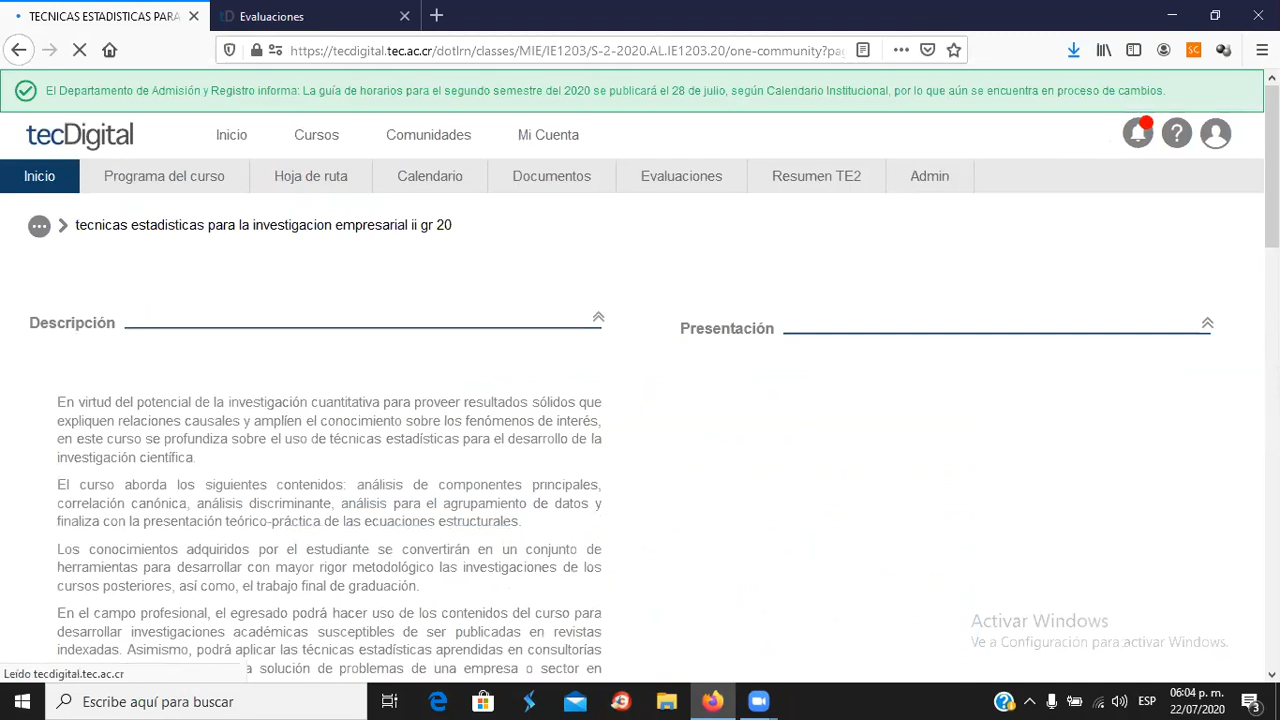 TECNICAS ESTADISTICAS PARA
Evaluaciones
https://tecdigital.tec.ac.cr/dotlrn/classes/MIE/IE1203/S-2-2020.AL.IE1203.20/one-community?pa
El Departamento de Admisión y Registro informa: La guía de horarios para el segundo semestre del 2020 se publicará el 28 de julio, según Calendario Institucional, por lo que aún se encuentra en proceso de cambios.
tecDigital
Inicio
Cursos
Comunidades
Mi Cuenta
Inicio
Programa del curso
Hoja de ruta
Calendario
Documentos
Evaluaciones
Resumen TE2
Admin
tecnicas estadisticas para la investigacion empresarial ii gr 20
Descripción
Presentación
En virtud del potencial de la investigación cuantitativa para proveer resultados sólidos que
expliquen relaciones causales y amplíen el conocimiento sobre los fenómenos de interés,
en este curso se profundiza sobre el uso de técnicas estadísticas para el desarrollo de la
investigación científica.
El curso aborda los siguientes contenidos: análisis de componentes principales,
correlación canónica, análisis discriminante, análisis para el agrupamiento de datos y
finaliza con la presentación teórico-práctica de las ecuaciones estructurales.
Los conocimientos adquiridos por el estudiante se convertirán en un conjunto de
herramientas para desarrollar con mayor rigor metodológico las investigaciones de los
cursos posteriores, así como, el trabajo final de graduación.
En el campo profesional, el egresado podrá hacer uso de los contenidos del curso para
desarrollar investigaciones académicas susceptibles de ser publicadas en revistas
indexadas. Asimismo, podrá aplicar las técnicas estadísticas aprendidas en consultorías
a solución de problemas de una empresa o sector en
Leído tecdigital.tec.ac.cr
Activar Windows
Ve a Configuración para activar Windows.
Escribe aquí para buscar
ESP
06:04 p. m.
22/07/2020
3